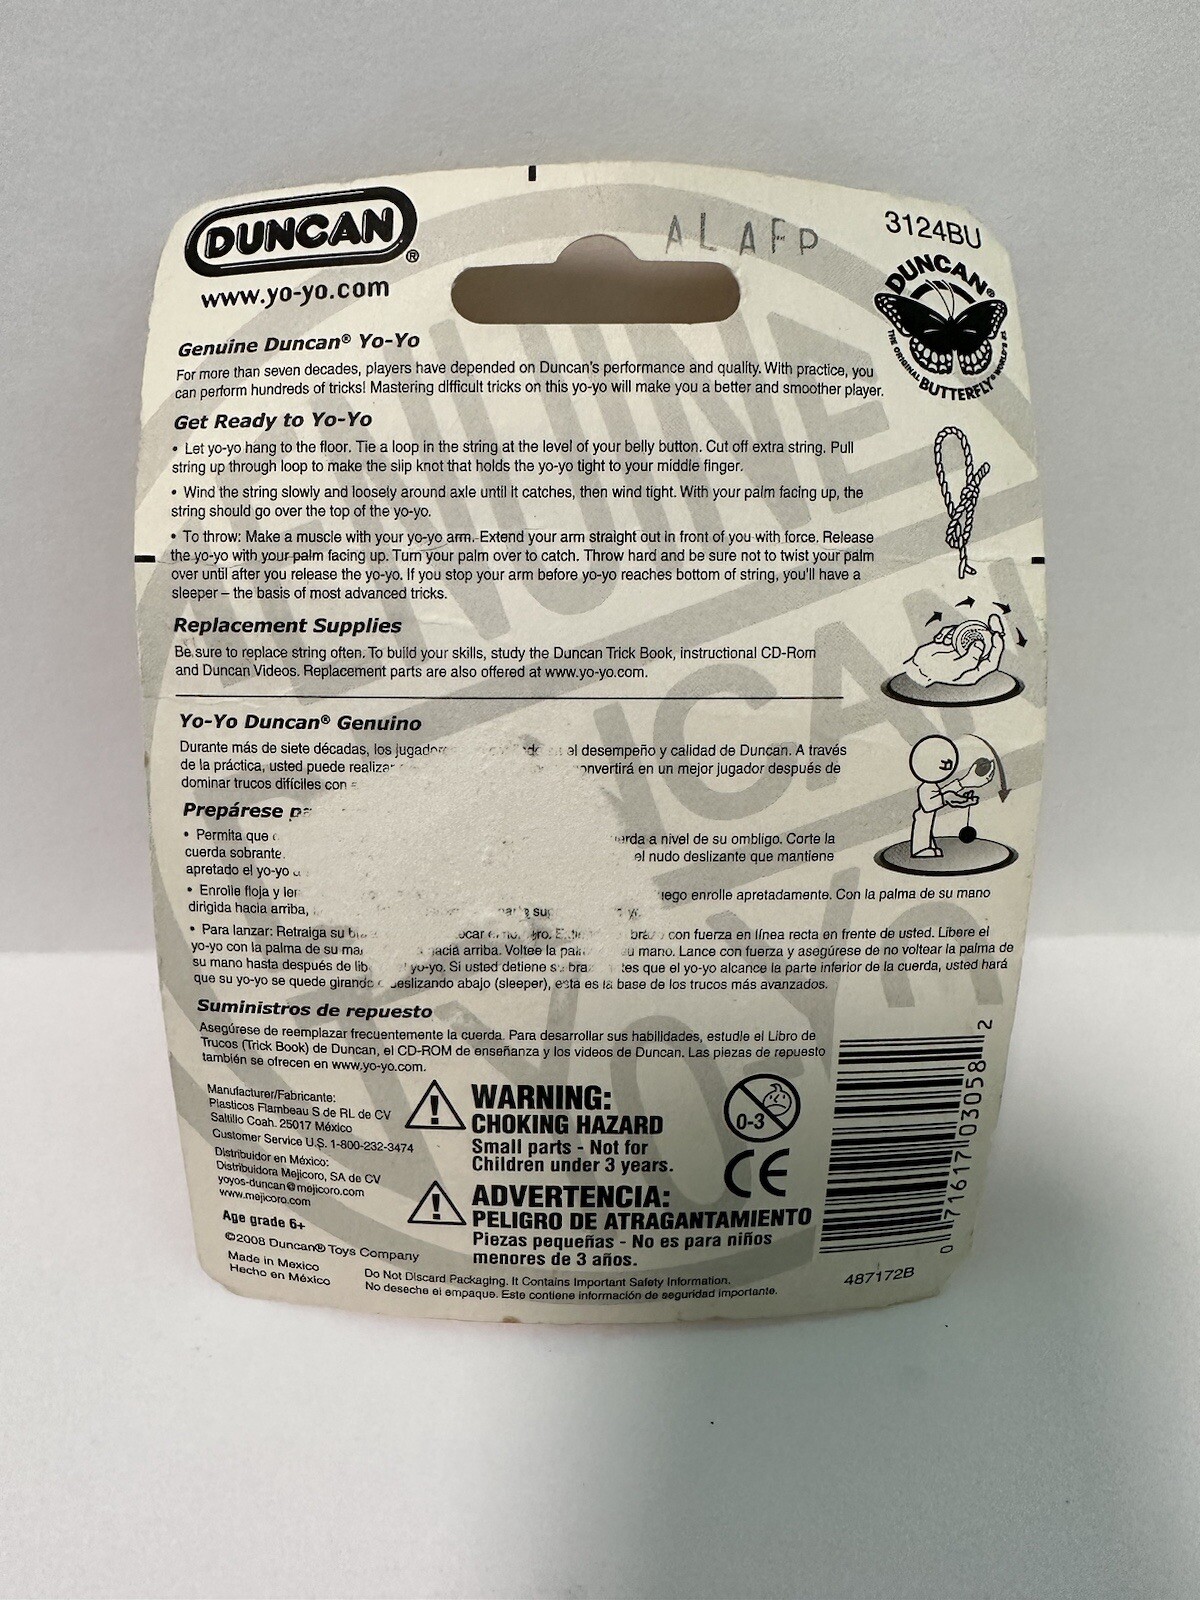 DUNCAN®
www.yo-yo.com
ALAFP
3124BU
DUNCAN®
THE ORIGINAL
BUTTERFLY®
Genuine Duncan® Yo-Yo
For more than seven decades, players have depended on Duncan's performance and quality. With practice, you
can perform hundreds of tricks! Mastering difficult tricks on this yo-yo will make you a better and smoother player.
Get Ready to Yo-Yo
• Let yo-yo hang to the floor. Tie a loop in the string at the level of your belly button. Cut off extra string. Pull
string up through loop to make the slip knot that holds the yo-yo tight to your middle finger.
• Wind the string slowly and loosely around axle until it catches, then wind tight. With your palm facing up, the
string should go over the top of the yo-yo.
• To throw: Make a muscle with your yo-yo arm. Extend your arm straight out in front of you with force. Release
the yo-yo with your palm facing up. Turn your palm over to catch. Throw hard and be sure not to twist your palm
over until after you release the yo-yo. If you stop your arm before yo-yo reaches bottom of string, you'll have a
sleeper – the basis of most advanced tricks.
Replacement Supplies
Be sure to replace string often. To build your skills, study the Duncan Trick Book, instructional CD-Rom
and Duncan Videos. Replacement parts are also offered at www.yo-yo.com.
Yo-Yo Duncan® Genuino
Durante más de siete décadas, los el desempeño y calidad de Duncan. A través
de la práctica, usted puede en un mejor jugador después de
dominar trucos difíciles con
Prepárese
• Permita que a nivel de su ombligo. Corte la
cuerda sobrante. el nudo deslizante que mantiene
apretado el yo-yo
• Enrolle floja y enrolle apretadamente. Con la palma de su mano
dirigida hacia arriba,
• Para lanzar: Retraiga su con fuerza en línea recta en frente de usted. Libere el
yo-yo con la palma de su arriba. Voltee la mano. Lance con fuerza y asegúrese de no voltear la palma de
su mano hasta después de yo-yo. Si usted detiene que el yo-yo alcance la parte inferior de la cuerda, usted hará
que su yo-yo se quede abajo (sleeper), esta es la base de los trucos más avanzados.
Suministros de repuesto
Asegúrese de reemplazar frecuentemente la cuerda. Para desarrollar sus habilidades, estudie el Libro de
Trucos (Trick Book) de Duncan, el CD-ROM de enseñanza y los videos de Duncan. Las piezas de repuesto
también se ofrecen en www.yo-yo.com.
Manufacturer/Fabricante:
Plasticos Flambeau S de RL de CV
Saltillo Coah. 25017 México
Customer Service U.S. 1-800-232-3474
Distribuidor en México:
Distribuidora Mejicoro, SA de CV
yoyos-duncan@mejicoro.com
www.mejicoro.com
Age grade 6+
©2008 Duncan® Toys Company
Made in Mexico
Hecho en México
WARNING:
CHOKING HAZARD
Small parts - Not for
Children under 3 years.
ADVERTENCIA:
PELIGRO DE ATRAGANTAMIENTO
Piezas pequeñas - No es para niños
menores de 3 años.
0-3
CE
Do Not Discard Packaging. It Contains Important Safety Information.
No deseche el empaque. Este contiene información de seguridad importante.
0 71617 03058 2
487172B
GENUINE
DUNCAN
YO-YO